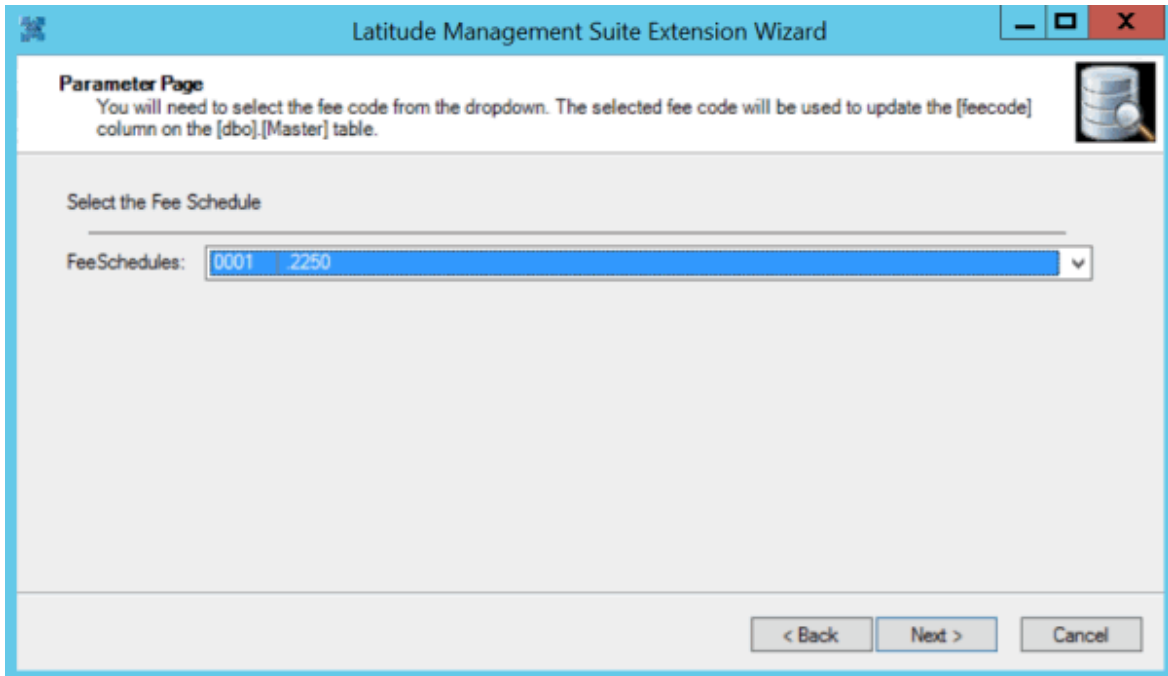 Latitude Management Suite Extension Wizard
X
Parameter Page
You will need to select the fee code from the dropdown. The selected fee code will be used to update the [feecode]
column on the [dbo].[Master] table.
Select the Fee Schedule
FeeSchedules: 0001 .2250
< Back Next > Cancel